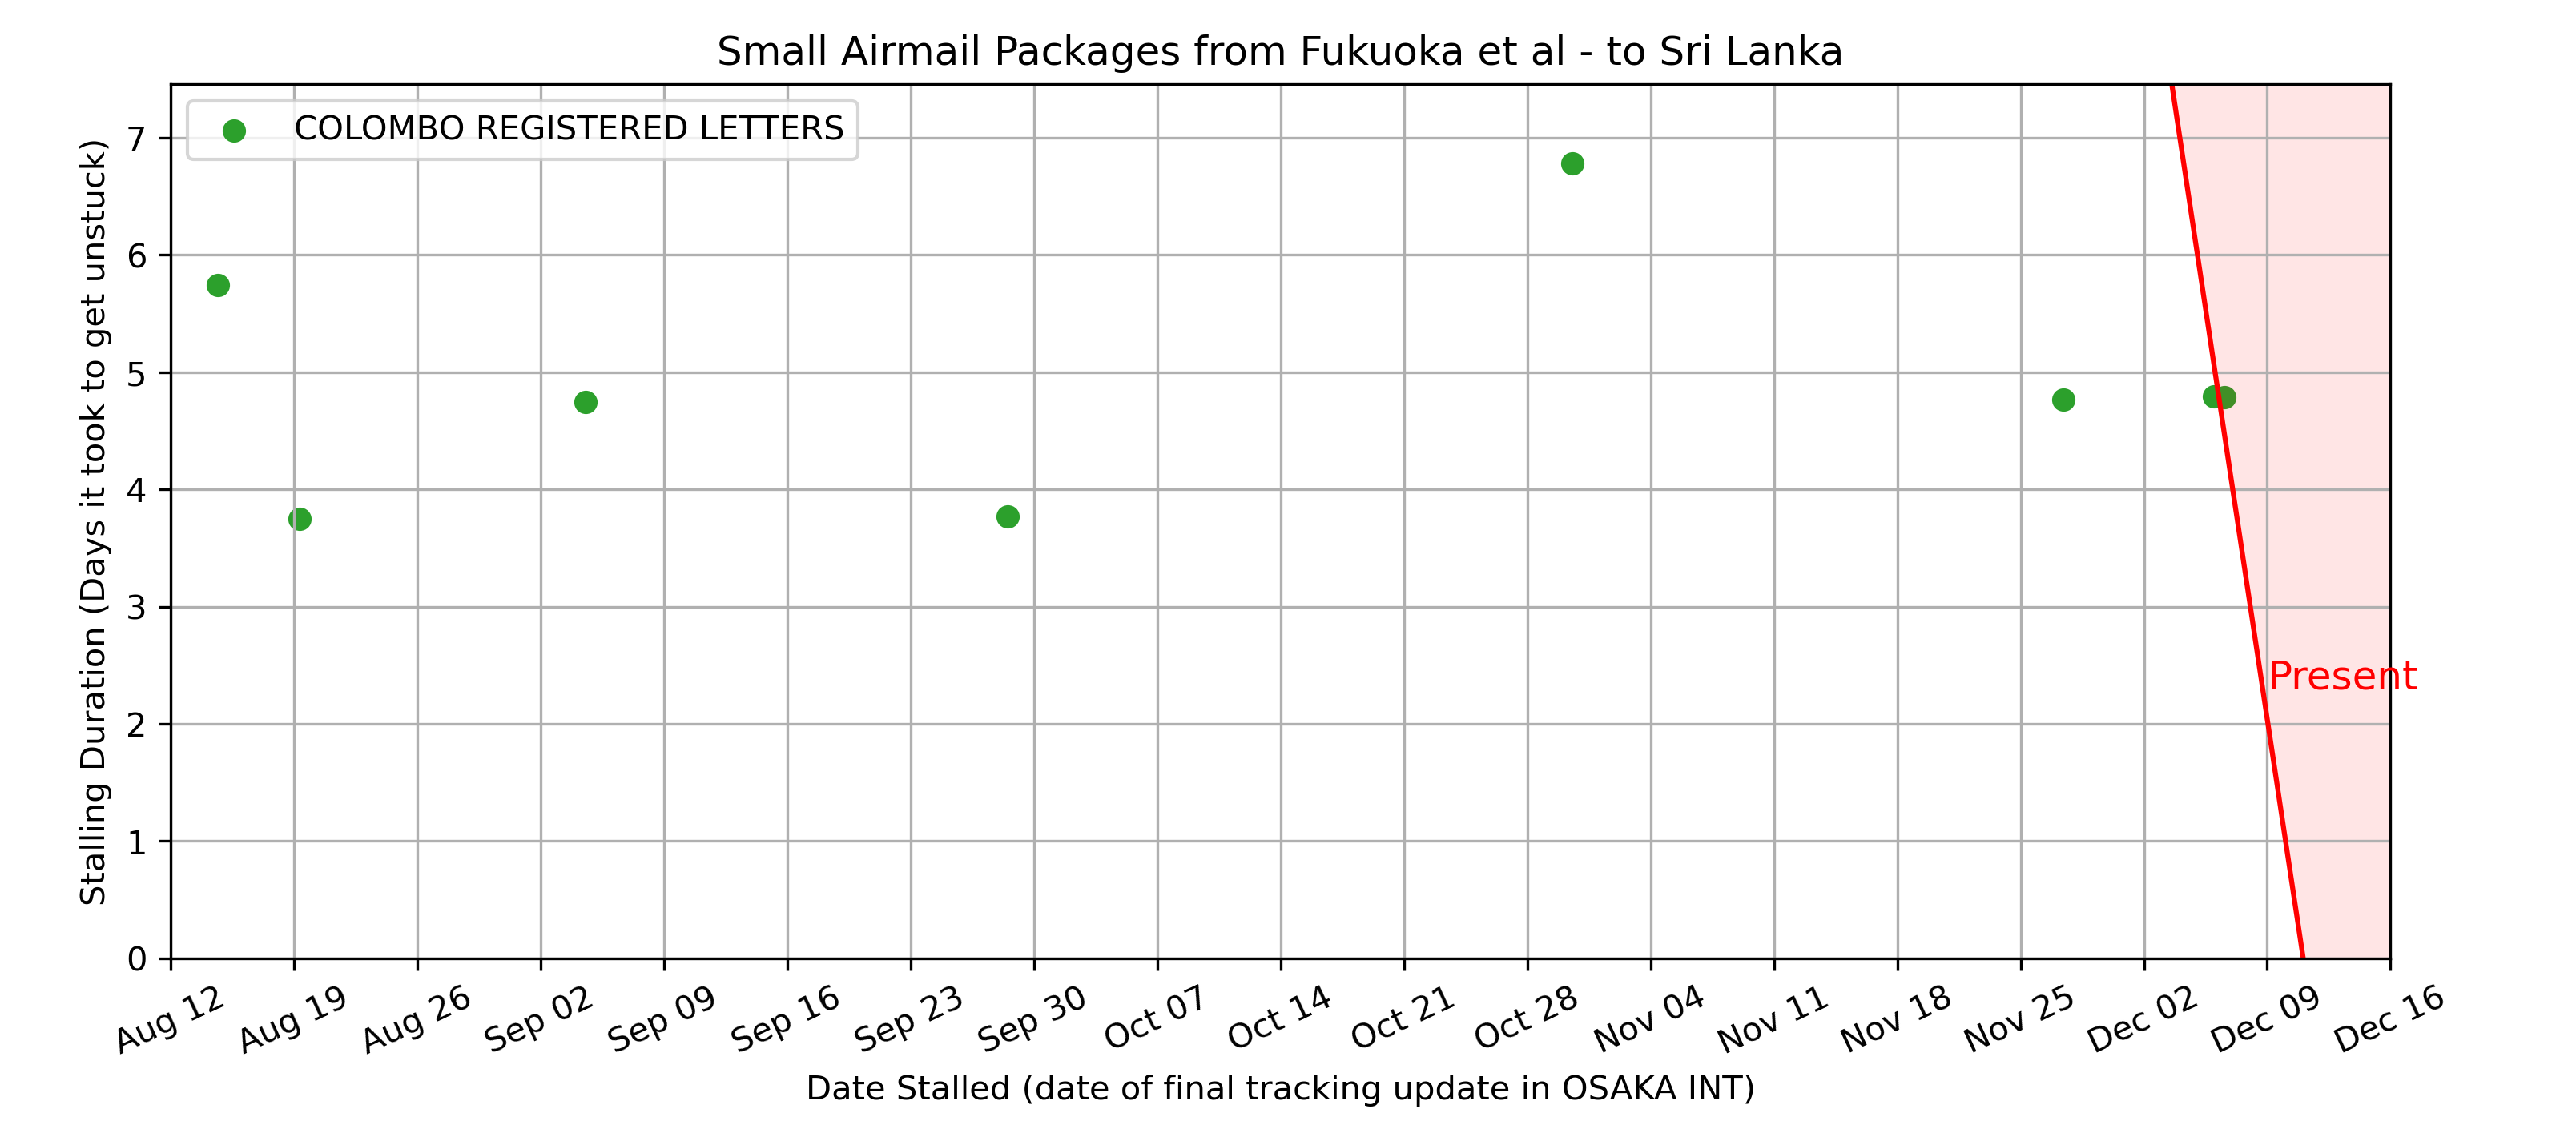 Small Airmail Packages from Fukuoka et al - to Sri Lanka
COLOMBO REGISTERED LETTERS
Stalling Duration (Days it took to get unstuck)
7
6
5
4
3
2
1
0
Present
Aug 12
Aug 19
Aug 26
Sep 02
Sep 09
Sep 16
Sep 23
Sep 30
Oct 07
Oct 14
Oct 21
Oct 28
Nov 04
Nov 11
Nov 18
Nov 25
Dec 02
Dec 09
Dec 16
Date Stalled (date of final tracking update in OSAKA INT)